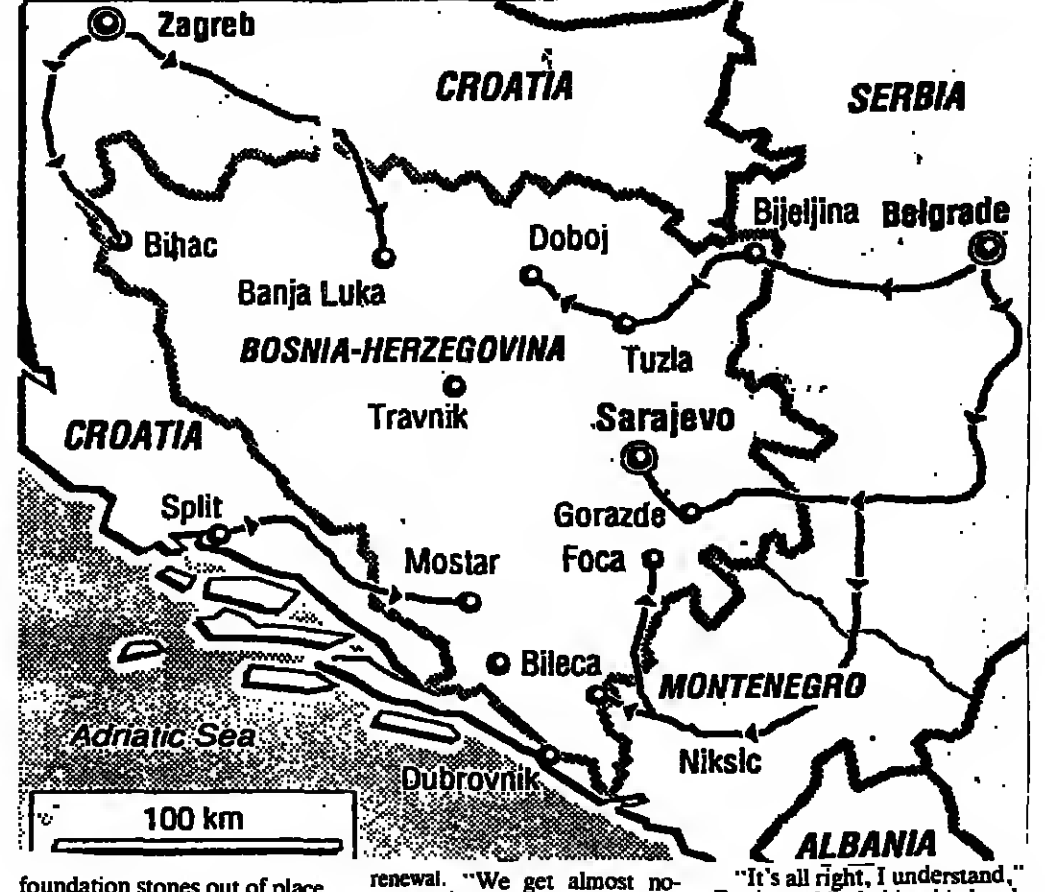 Zagreb
CROATIA
SERBIA
Bijeljina
Belgrade
Doboj
Bihac
Banja Luka
BOSNIA-HERZEGOVINA
Tuzla
Travnik
Sarajevo
CROATIA
Split
Gorazde
Mostar
Foca
Bileca
MONTENEGRO
Adriatic Sea
Niksic
Dubrovnik
100 km
ALBANIA
foundation stones out of place
renewal. "We get almost no-
"It's all right, I understand,"